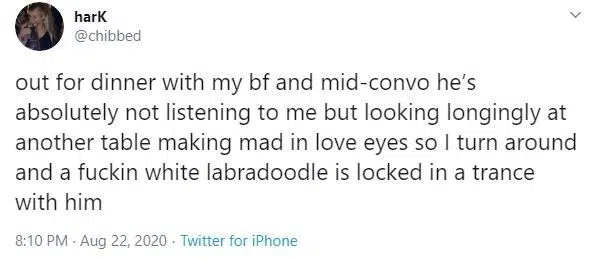 harK
@chibbed
out for dinner with my bf and mid-convo he's
absolutely not listening to me but looking longingly at
another table making mad in love eyes so I turn around
and a fuckin white labradoodle is locked in a trance
with him
8:10 PM · Aug 22, 2020 · Twitter for iPhone